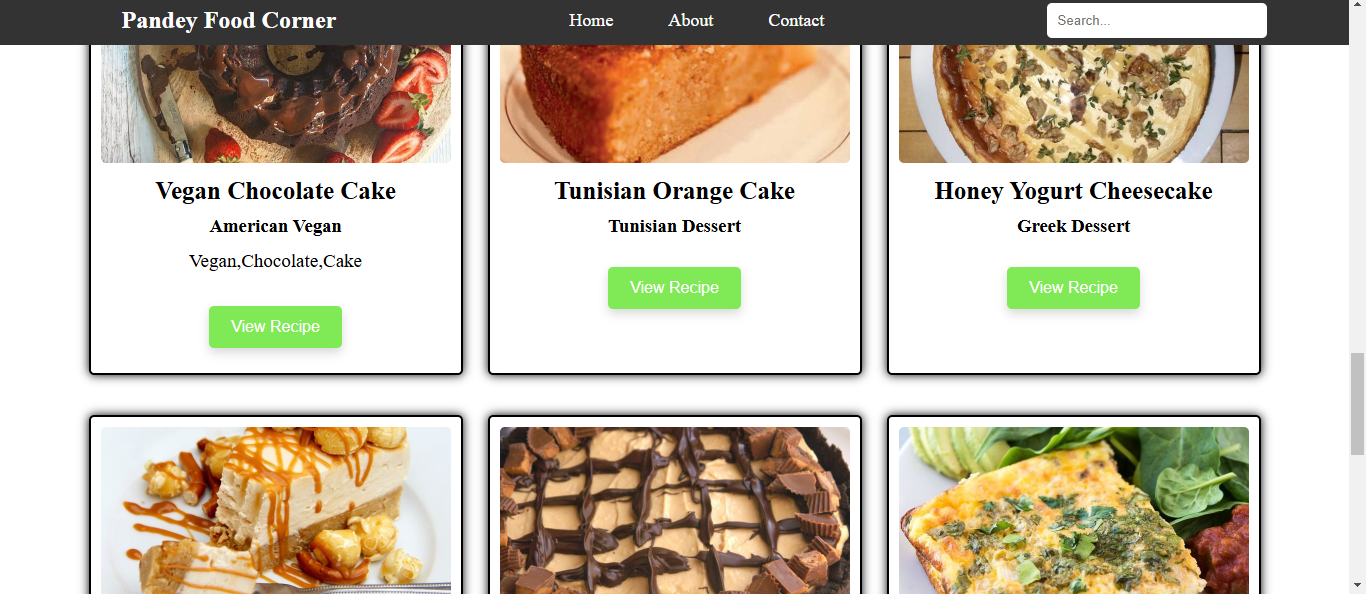 Pandey Food Corner
Home
About
Contact
Search...
Vegan Chocolate Cake
American Vegan
Vegan,Chocolate,Cake
View Recipe
Tunisian Orange Cake
Tunisian Dessert
View Recipe
Honey Yogurt Cheesecake
Greek Dessert
View Recipe